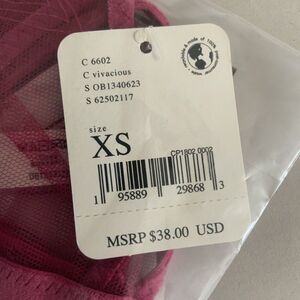 C 6602
C vivacious
S OB1340623
S 62502117
size
XS
CP1802 0002
1 95889 29868 3
MSRP $38.00 USD